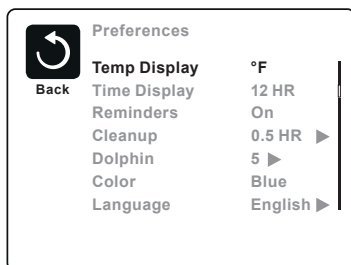 Preferences
Temp Display °F
Back
Time Display 12 HR
Reminders On
Cleanup 0.5 HR ▶
Dolphin 5 ▶
Color Blue
Language English ▶